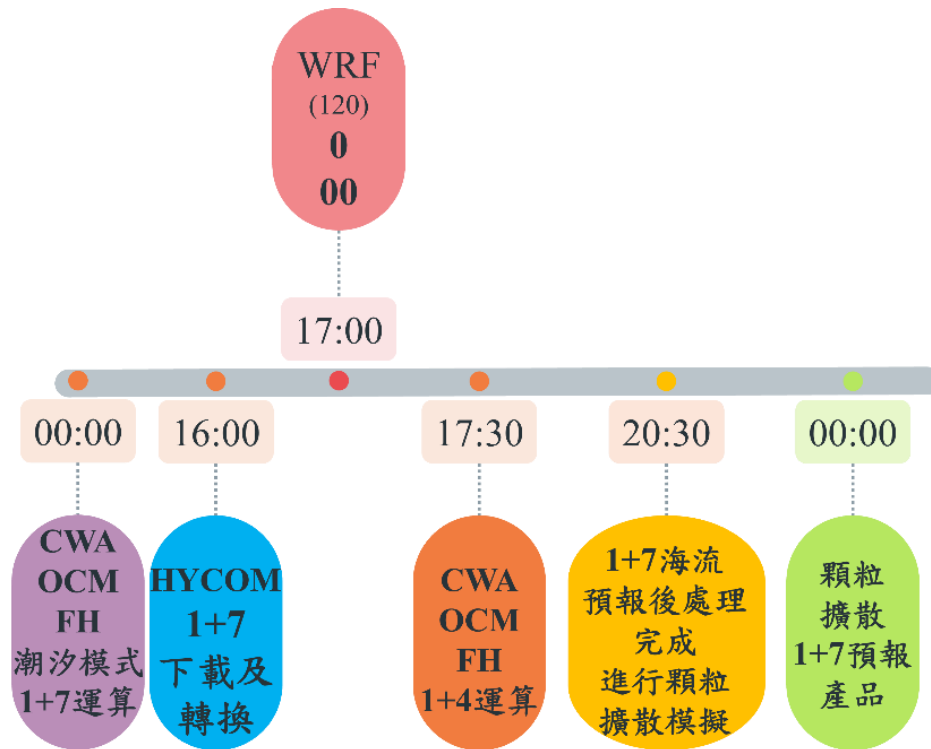 WRF
(120)
0
00
17:00
00:00
16:00
17:30
20:30
00:00
CWA
OCM
FH
潮汐模式
1+7運算
HYCOM
1+7
下載及
轉換
CWA
OCM
FH
1+4運算
1+7海流
預報後處理
完成
進行顆粒
擴散模擬
顆粒
擴散
1+7預報
產品